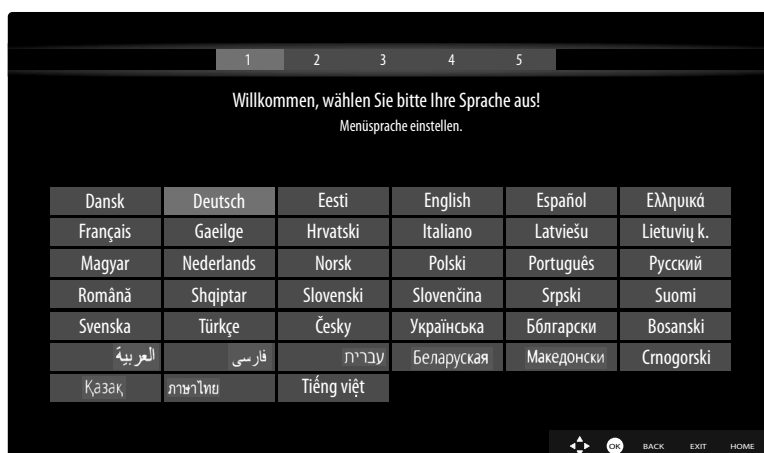 1 2 3 4 5
Willkommen, wählen Sie bitte Ihre Sprache aus!
Menüsprache einstellen.
Dansk Deutsch Eesti English Español Ελληνικά
Français Gaeilge Hrvatski Italiano Latviešu Lietuvių k.
Magyar Nederlands Norsk Polski Português Русский
Română Shqiptar Slovenski Slovenčina Srpski Suomi
Svenska Türkçe Česky Українська Бблгарски Bosanski
العربية فارسی עברית Беларуская Македонски Crnogorski
Қазақ ภาษาไทย Tiếng việt
OK BACK EXIT HOME